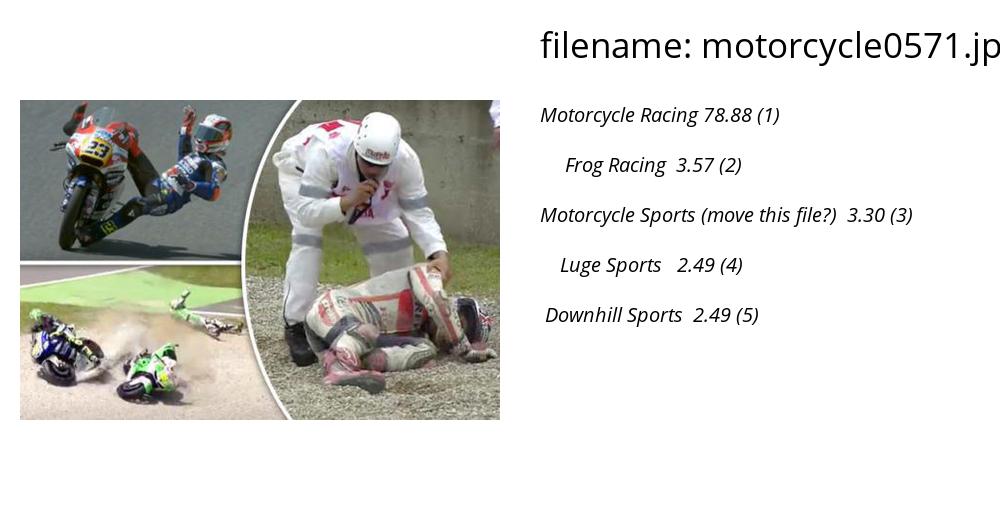 filename: motorcycle0571.jp
Motorcycle Racing 78.88 (1)
Frog Racing 3.57 (2)
Motorcycle Sports (move this file?) 3.30 (3)
Luge Sports 2.49 (4)
Downhill Sports 2.49 (5)
23